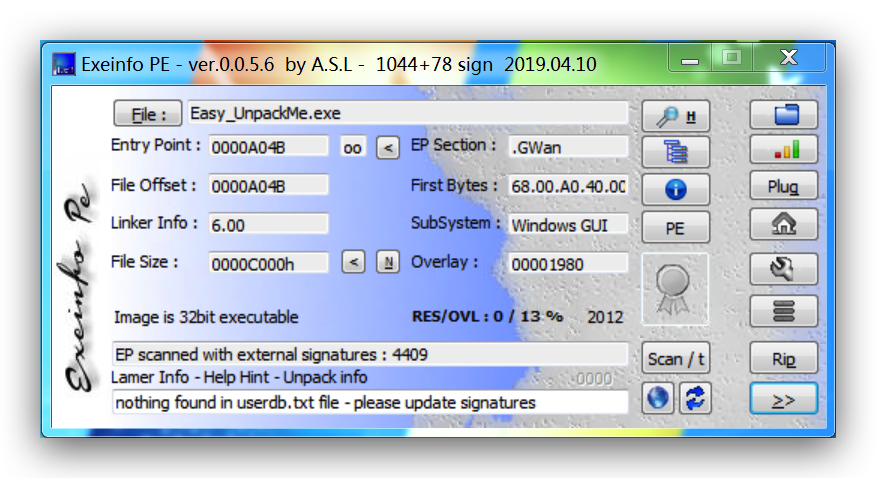 Exeinfo PE - ver.0.0.5.6 by A.S.L - 1044+78 sign 2019.04.10
File : Easy_UnpackMe.exe H
Entry Point : 0000A04B oo < EP Section : .GWan
File Offset : 0000A04B First Bytes : 68.00.A0.40.00 Plug
Linker Info : 6.00 SubSystem : Windows GUI PE
File Size : 0000C000h < N Overlay : 00001980
Image is 32bit executable RES/OVL : 0 / 13 % 2012
EP scanned with external signatures : 4409 Scan / t Rip
Lamer Info - Help Hint - Unpack info 0000
nothing found in userdb.txt file - please update signatures >>
Exeinfo Pe